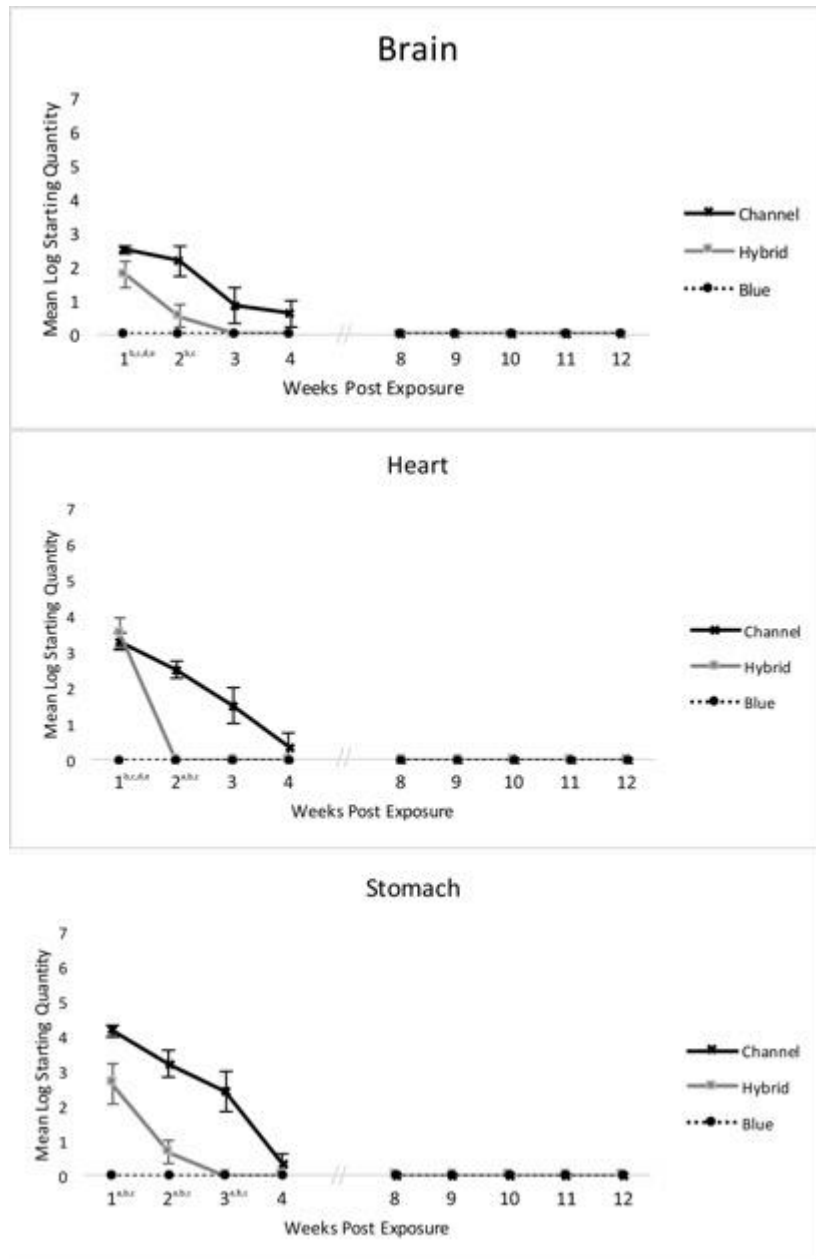 Brain
7
6
5
4
3
2
1
0
Mean Log Starting Quantity
1 2 3 4 // 8 9 10 11 12
Weeks Post Exposure
Channel
Hybrid
Blue
Heart
7
6
5
4
3
2
1
0
Mean Log Starting Quantity
1 2 3 4 // 8 9 10 11 12
Weeks Post Exposure
Channel
Hybrid
Blue
Stomach
7
6
5
4
3
2
1
0
Mean Log Starting Quantity
1 2 3 4 // 8 9 10 11 12
Weeks Post Exposure
Channel
Hybrid
Blue